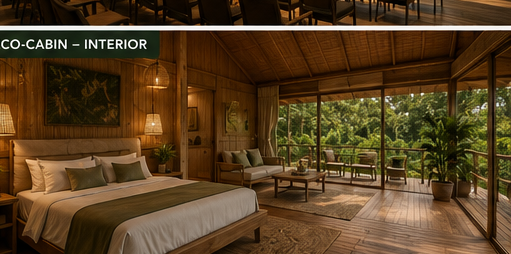 CO-CABIN – INTERIOR